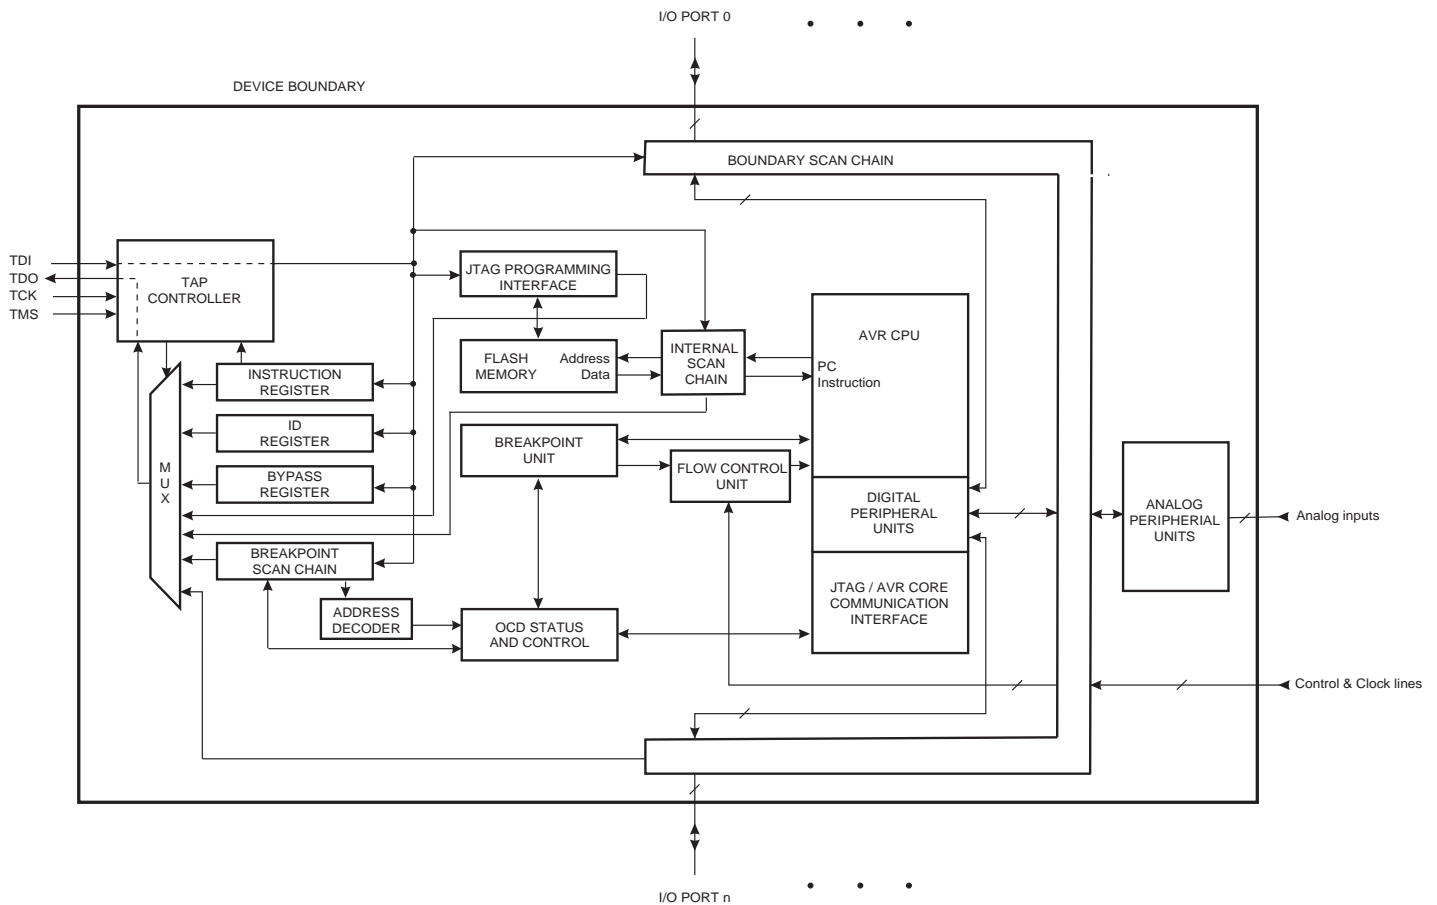 I/O PORT 0
DEVICE BOUNDARY
BOUNDARY SCAN CHAIN
TDI
TDO
TCK
TMS
TAP
CONTROLLER
JTAG PROGRAMMING
INTERFACE
AVR CPU
FLASH
MEMORY
Address
Data
INTERNAL
SCAN
CHAIN
PC
Instruction
INSTRUCTION
REGISTER
ID
REGISTER
BREAKPOINT
UNIT
FLOW CONTROL
UNIT
M
U
X
BYPASS
REGISTER
DIGITAL
PERIPHERAL
UNITS
ANALOG
PERIPHERIAL
UNITS
Analog inputs
BREAKPOINT
SCAN CHAIN
ADDRESS
DECODER
OCD STATUS
AND CONTROL
JTAG / AVR CORE
COMMUNICATION
INTERFACE
Control & Clock lines
I/O PORT n